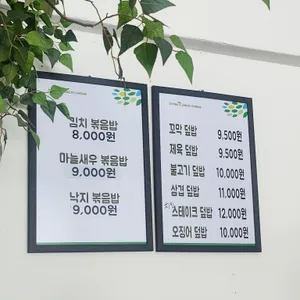 김치 볶음밥
8,000원
마늘새우 볶음밥
9,000원
낙지 볶음밥
9,000원
꼬막 덮밥 9,500원
제육 덮밥 9,500원
불고기 덮밥 10,000원
삼겹 덮밥 11,000원
스테이크 덮밥 12,000원
오징어 덮밥 10,000원